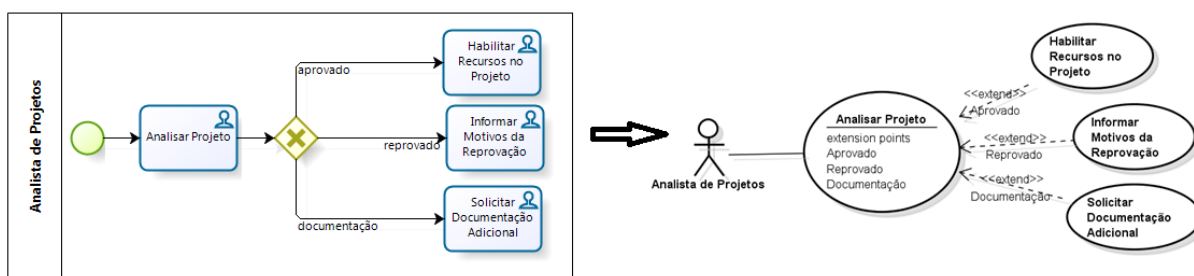 Analista de Projetos
Analisar Projeto
aprovado
reprovado
documentação
Habilitar
Recursos no
Projeto
Informar
Motivos da
Reprovação
Solicitar
Documentação
Adicional
Analista de Projetos
Analisar Projeto
extension points
Aprovado
Reprovado
Documentação
<<extend>>
Aprovado
<<extend>>
Reprovado
<<extend>>
Documentação
Habilitar
Recursos no
Projeto
Informar
Motivos da
Reprovação
Solicitar
Documentação
Adicional